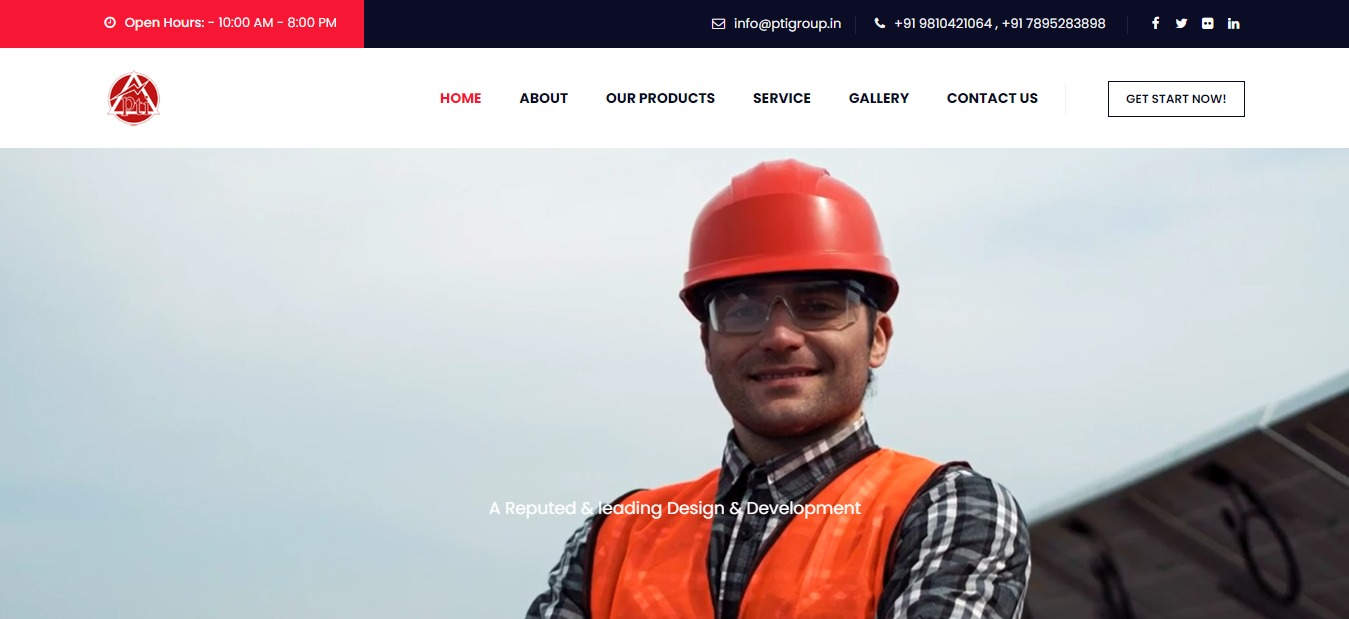 Open Hours: - 10:00 AM - 8:00 PM
info@ptigroup.in
+91 9810421064 , +91 7895283898
Pti
HOME ABOUT OUR PRODUCTS SERVICE GALLERY CONTACT US
GET START NOW!
A Reputed & leading Design & Development